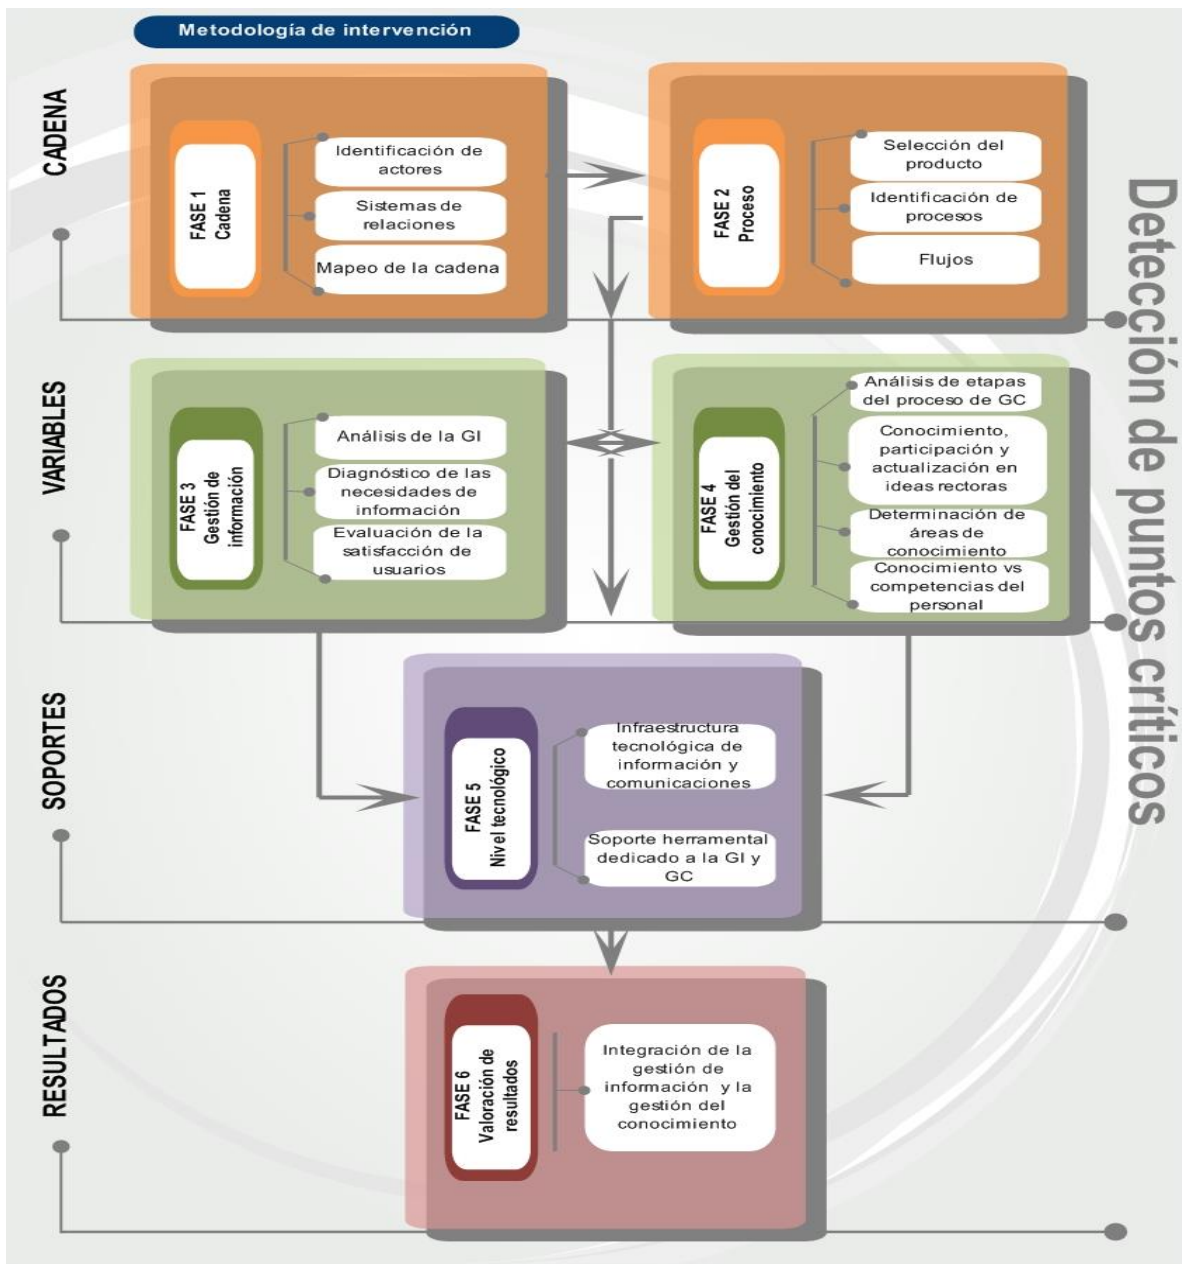 Metodología de intervención
CADENA
FASE 1
Cadena
Identificación de
actores
Sistemas de
relaciones
Mapeo de la cadena
FASE 2
Proceso
Selección del
producto
Identificación de
procesos
Flujos
VARIABLES
FASE 3
Gestión de
información
Análisis de la GI
Diagnóstico de las
necesidades de
información
Evaluación de la
satisfacción de
usuarios
FASE 4
Gestión del
conocimiento
Análisis de etapas
del proceso de GC
Conocimiento,
participación y
actualización en
ideas rectoras
Determinación de
áreas de
conocimiento
Conocimiento vs
competencias del
personal
SOPORTES
FASE 5
Nivel tecnológico
Infraestructura
tecnológica de
información y
comunicaciones
Soporte herramental
dedicado a la GI y
GC
RESULTADOS
FASE 6
Valoración de
resultados
Integración de la
gestión de
información y la
gestión del
conocimiento
Detección de puntos críticos